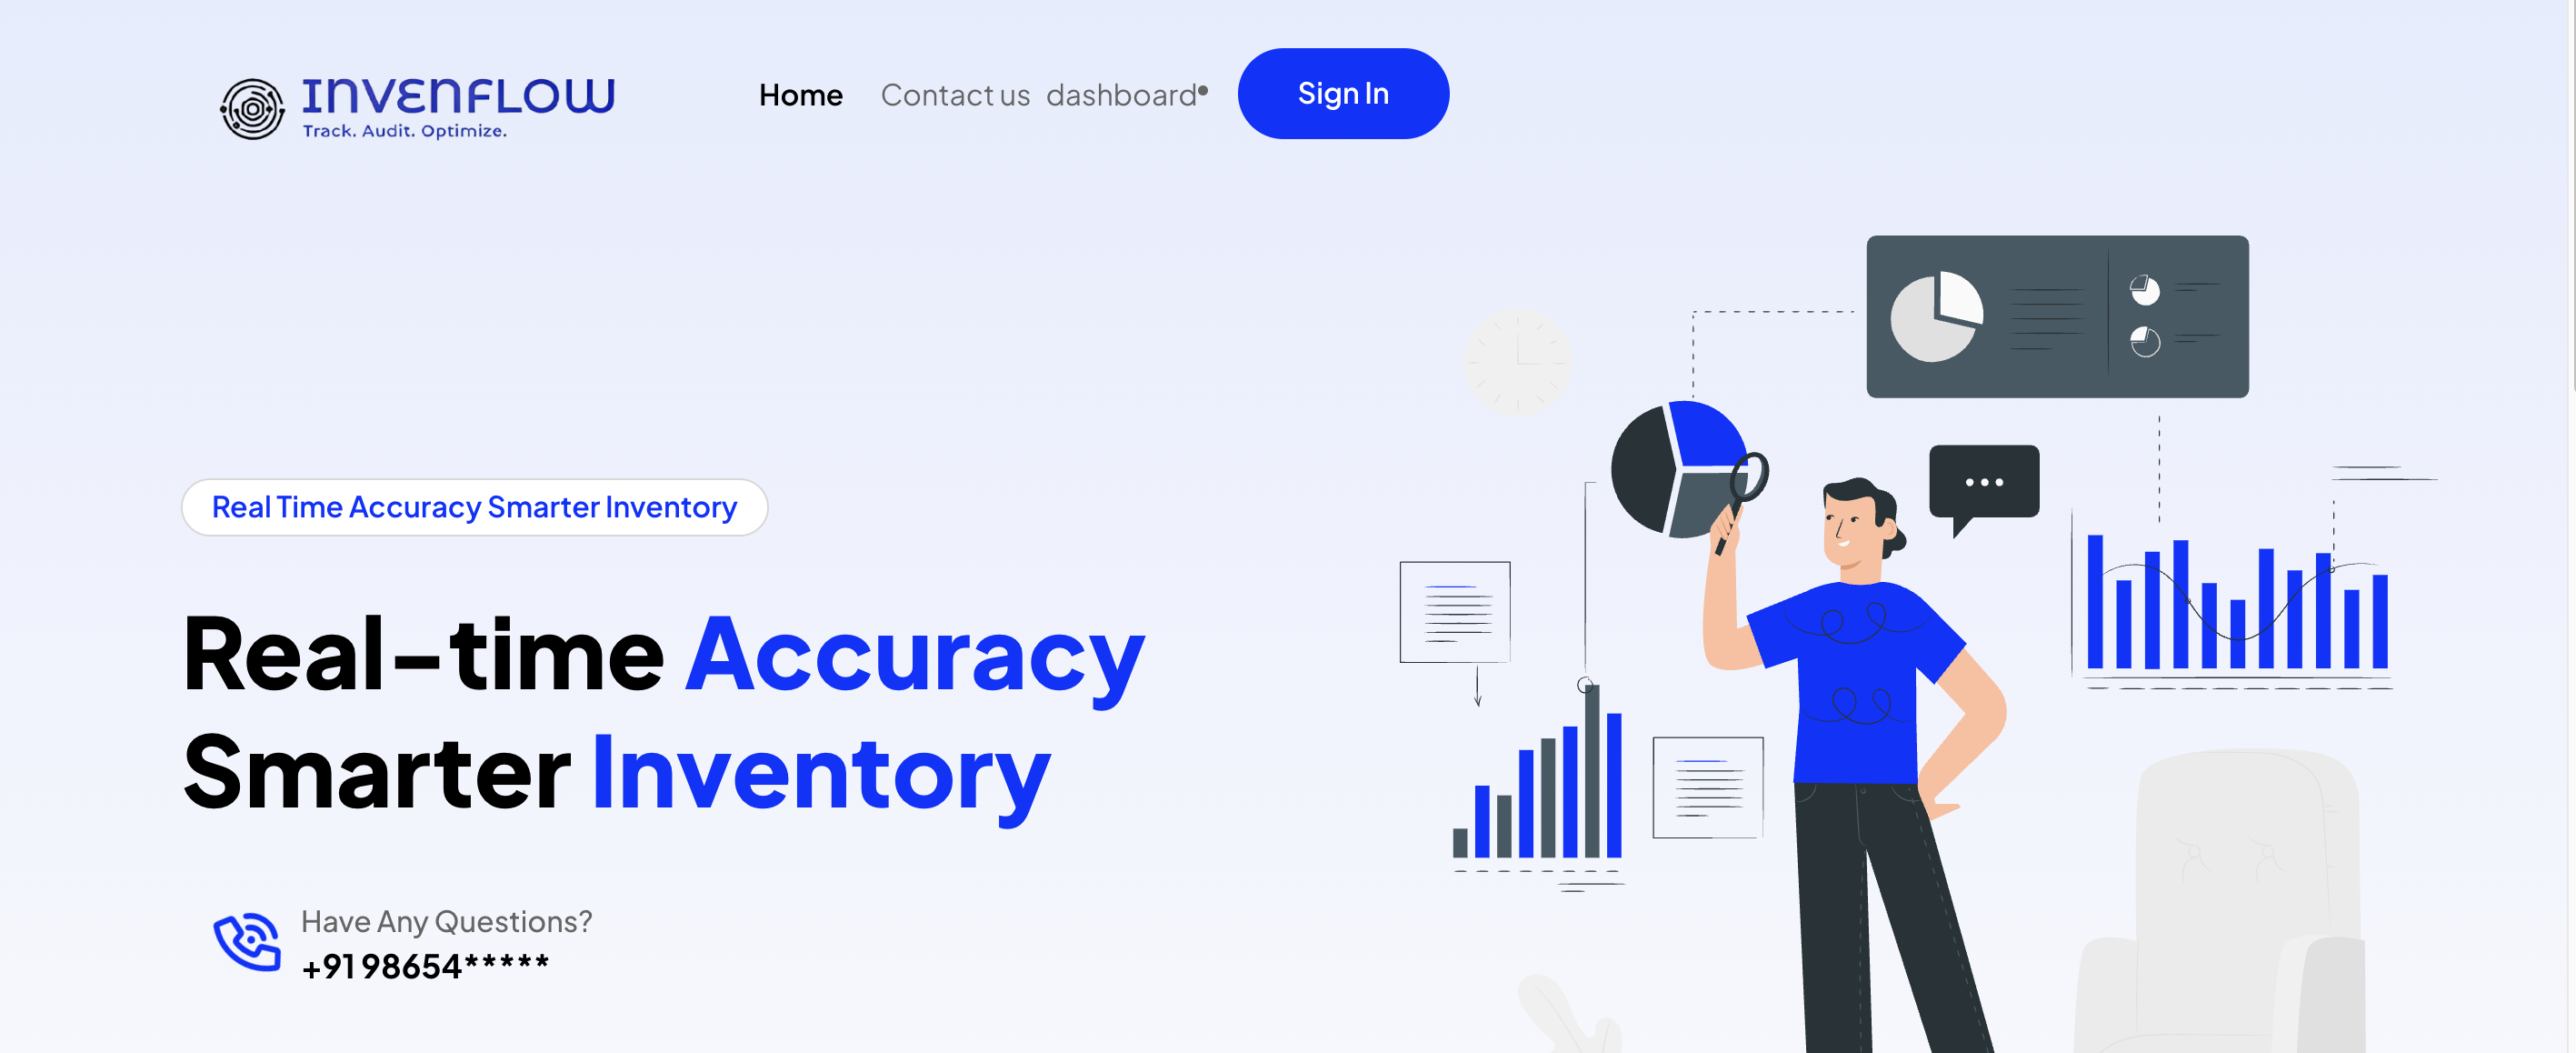 INVENFLOW
Track. Audit. Optimize.
Home Contact us dashboard• Sign In
Real Time Accuracy Smarter Inventory
Real-time Accuracy
Smarter Inventory
Have Any Questions?
+91 98654*****